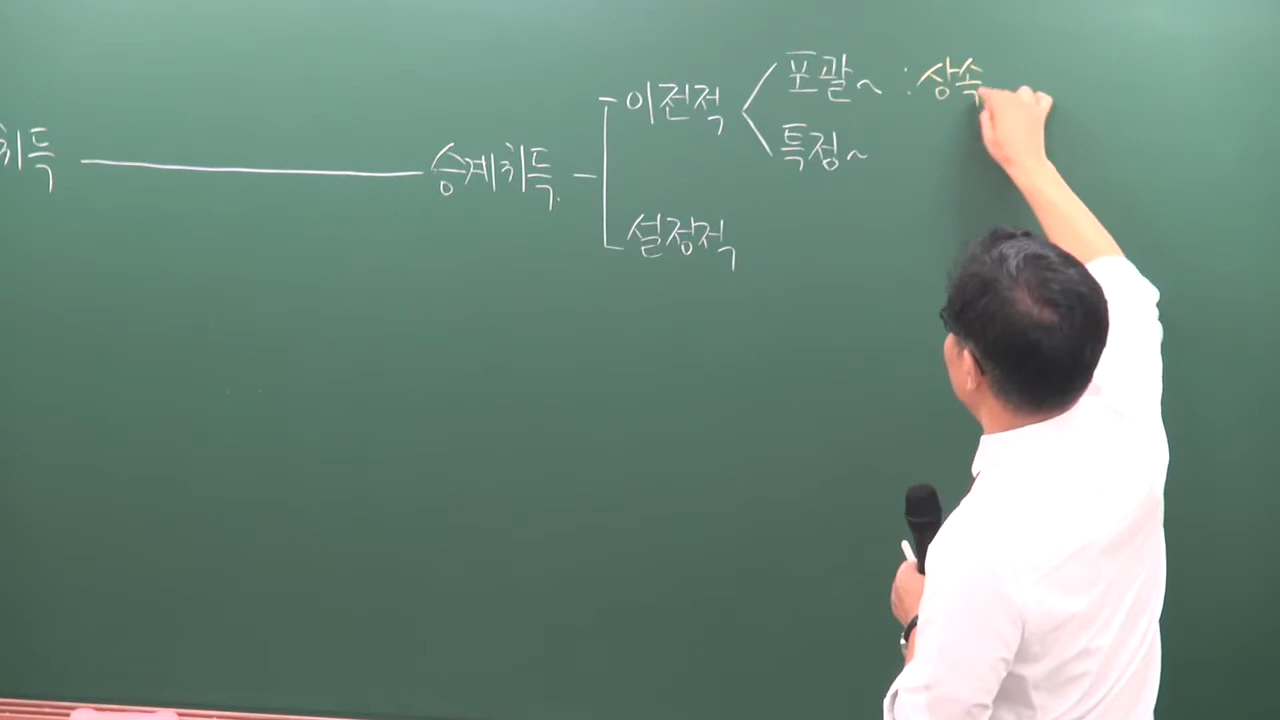 포괄~ : 상속
이전적
특정~
취득 승계취득
설정적